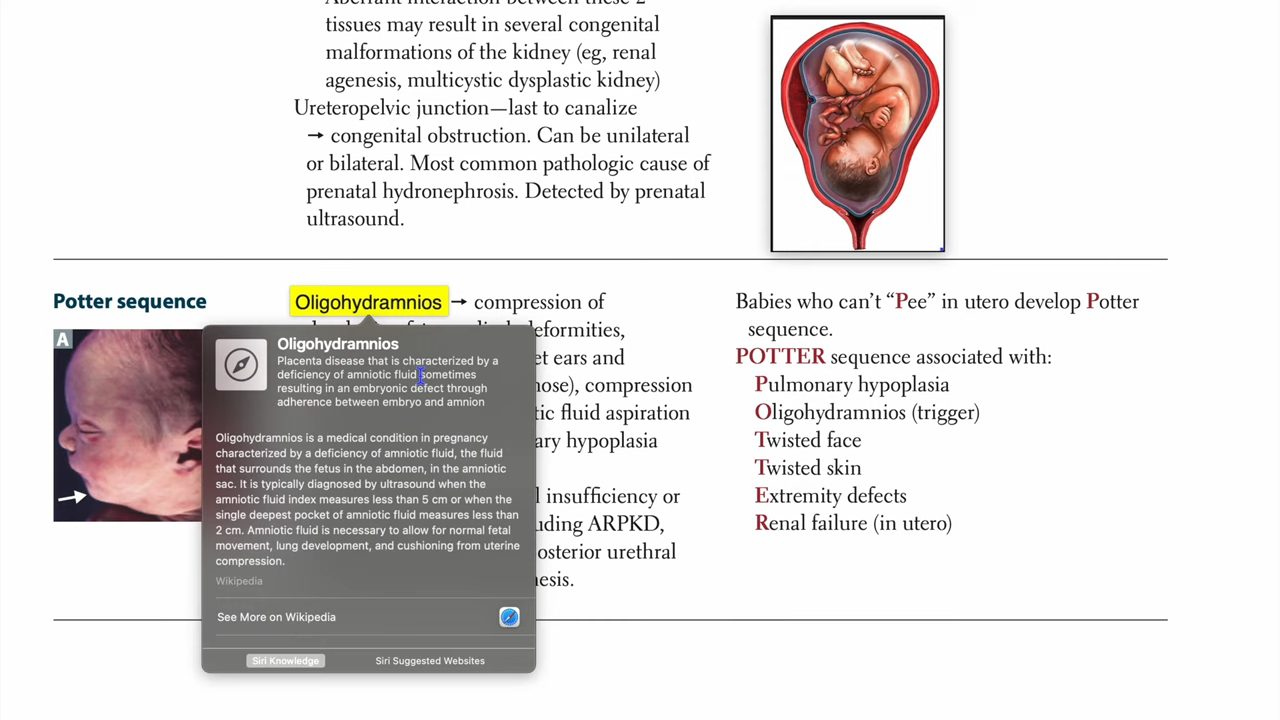 Aberrant interaction between these 2
tissues may result in several congenital
malformations of the kidney (eg, renal
agenesis, multicystic dysplastic kidney)
Ureteropelvic junction—last to canalize
→ congenital obstruction. Can be unilateral
or bilateral. Most common pathologic cause of
prenatal hydronephrosis. Detected by prenatal
ultrasound.
Potter sequence
A
Oligohydramnios → compression of
deformities,
ears and
compression
fluid aspiration
hypoplasia
insufficiency or
ARPKD,
urethral
Oligohydramnios
Placenta disease that is characterized by a
deficiency of amniotic fluid sometimes
resulting in an embryonic defect through
adherence between embryo and amnion
Oligohydramnios is a medical condition in pregnancy
characterized by a deficiency of amniotic fluid, the fluid
that surrounds the fetus in the abdomen, in the amniotic
sac. It is typically diagnosed by ultrasound when the
amniotic fluid index measures less than 5 cm or when the
single deepest pocket of amniotic fluid measures less than
2 cm. Amniotic fluid is necessary to allow for normal fetal
movement, lung development, and cushioning from uterine
compression.
Wikipedia
See More on Wikipedia
Siri Knowledge
Siri Suggested Websites
Babies who can't “Pee” in utero develop Potter
sequence.
POTTER sequence associated with:
Pulmonary hypoplasia
Oligohydramnios (trigger)
Twisted face
Twisted skin
Extremity defects
Renal failure (in utero)